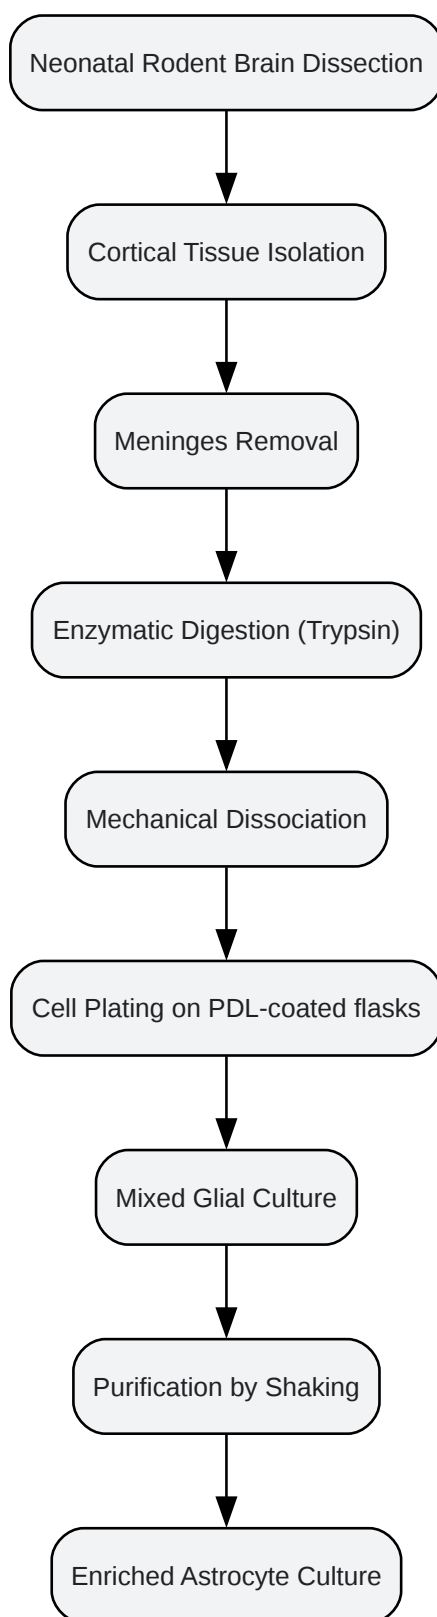 Neonatal Rodent Brain Dissection
Cortical Tissue Isolation
Meninges Removal
Enzymatic Digestion (Trypsin)
Mechanical Dissociation
Cell Plating on PDL-coated flasks
Mixed Glial Culture
Purification by Shaking
Enriched Astrocyte Culture